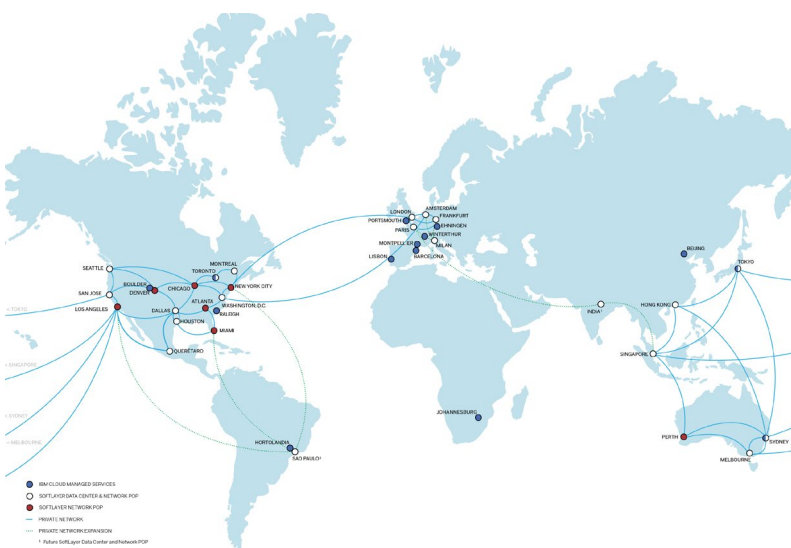 AMSTERDAM
LONDON
FRANKFURT
PORTSMOUTH
EHNINGEN
PARIS
WINTERTHUR
MONTPELLIER
MILAN
LISBON
BARCELONA
BEIJING
TOKYO
MONTREAL
SEATTLE
TORONTO
BOULDER
DENVER
CHICAGO
NEW YORK CITY
SAN JOSE
ATLANTA
WASHINGTON, D.C.
LOS ANGELES
DALLAS
RALEIGH
HOUSTON
MIAMI
QUERÉTARO
HONG KONG
INDIA¹
SINGAPORE
TOKYO
SINGAPORE
SYDNEY
MELBOURNE
JOHANNESBURG
HORTOLANDIA
SAO PAULO¹
PERTH
SYDNEY
MELBOURNE
IBM CLOUD MANAGED SERVICES
SOFTLAYER DATA CENTER & NETWORK POP
SOFTLAYER NETWORK POP
PRIVATE NETWORK
PRIVATE NETWORK EXPANSION
¹ Future SoftLayer Data Center and Network POP